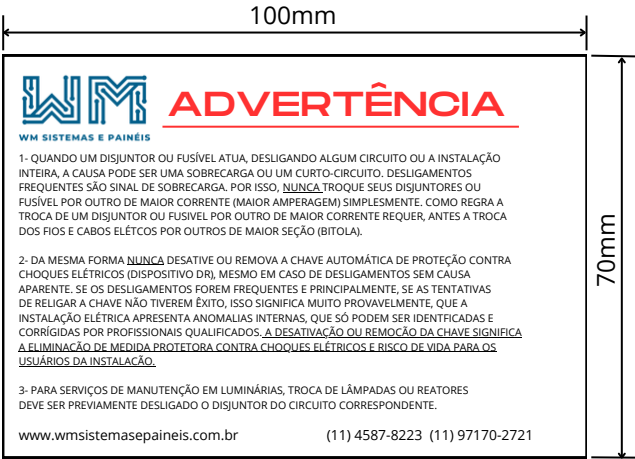 100mm
WM
ADVERTÊNCIA
WM SISTEMAS E PAINÉIS
1- QUANDO UM DISJUNTOR OU FUSÍVEL ATUA, DESLIGANDO ALGUM CIRCUITO OU A INSTALAÇÃO
INTEIRA, A CAUSA PODE SER UMA SOBRECARGA OU UM CURTO-CIRCUITO. DESLIGAMENTOS
FREQUENTES SÃO SINAL DE SOBRECARGA. POR ISSO, NUNCA TROQUE SEUS DISJUNTORES OU
FUSÍVEL POR OUTRO DE MAIOR CORRENTE (MAIOR AMPERAGEM) SIMPLESMENTE. COMO REGRA A
TROCA DE UM DISJUNTOR OU FUSIVEL POR OUTRO DE MAIOR CORRENTE REQUER, ANTES A TROCA
DOS FIOS E CABOS ELÉTCOS POR OUTROS DE MAIOR SEÇÃO (BITOLA).
2- DA MESMA FORMA NUNCA DESATIVE OU REMOVA A CHAVE AUTOMÁTICA DE PROTEÇÃO CONTRA
CHOQUES ELÉTRICOS (DISPOSITIVO DR), MESMO EM CASO DE DESLIGAMENTOS SEM CAUSA
APARENTE. SE OS DESLIGAMENTOS FOREM FREQUENTES E PRINCIPALMENTE, SE AS TENTATIVAS
DE RELIGAR A CHAVE NÃO TIVEREM ÊXITO, ISSO SIGNIFICA MUITO PROVAVELMENTE, QUE A
INSTALAÇÃO ELÉTRICA APRESENTA ANOMALIAS INTERNAS, QUE SÓ PODEM SER IDENTFICADAS E
CORRÍGIDAS POR PROFISSIONAIS QUALIFICADOS. A DESATIVAÇÃO OU REMOCÃO DA CHAVE SIGNIFICA
A ELIMINACÃO DE MEDIDA PROTETORA CONTRA CHOQUES ELÉTRICOS E RISCO DE VIDA PARA OS
USUÁRIOS DA INSTALACÃO.
3- PARA SERVIÇOS DE MANUTENÇÃO EM LUMINÁRIAS, TROCA DE LÂMPADAS OU REATORES
DEVE SER PREVIAMENTE DESLIGADO O DISJUNTOR DO CIRCUITO CORRESPONDENTE.
www.wmsistemasepaineis.com.br (11) 4587-8223 (11) 97170-2721
70mm